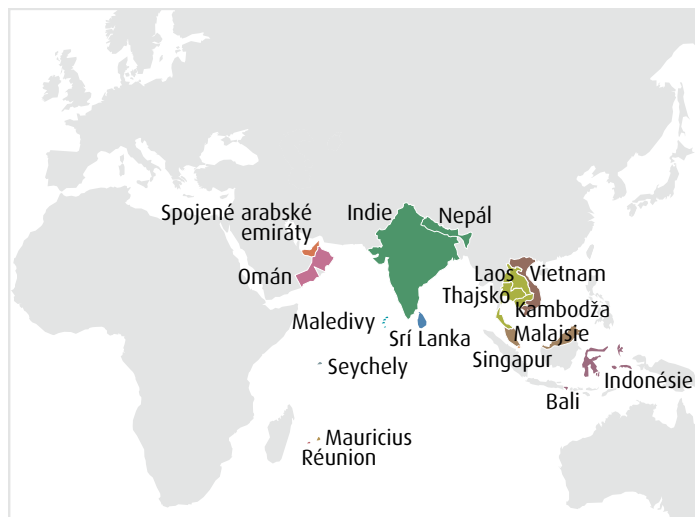 Spojené arabské
emiráty
Indie
Nepál
Omán
Laos
Vietnam
Thajsko
Kambodža
Maledivy
Srí Lanka
Malajsie
Singapur
Seychely
Indonésie
Bali
Mauricius
Réunion